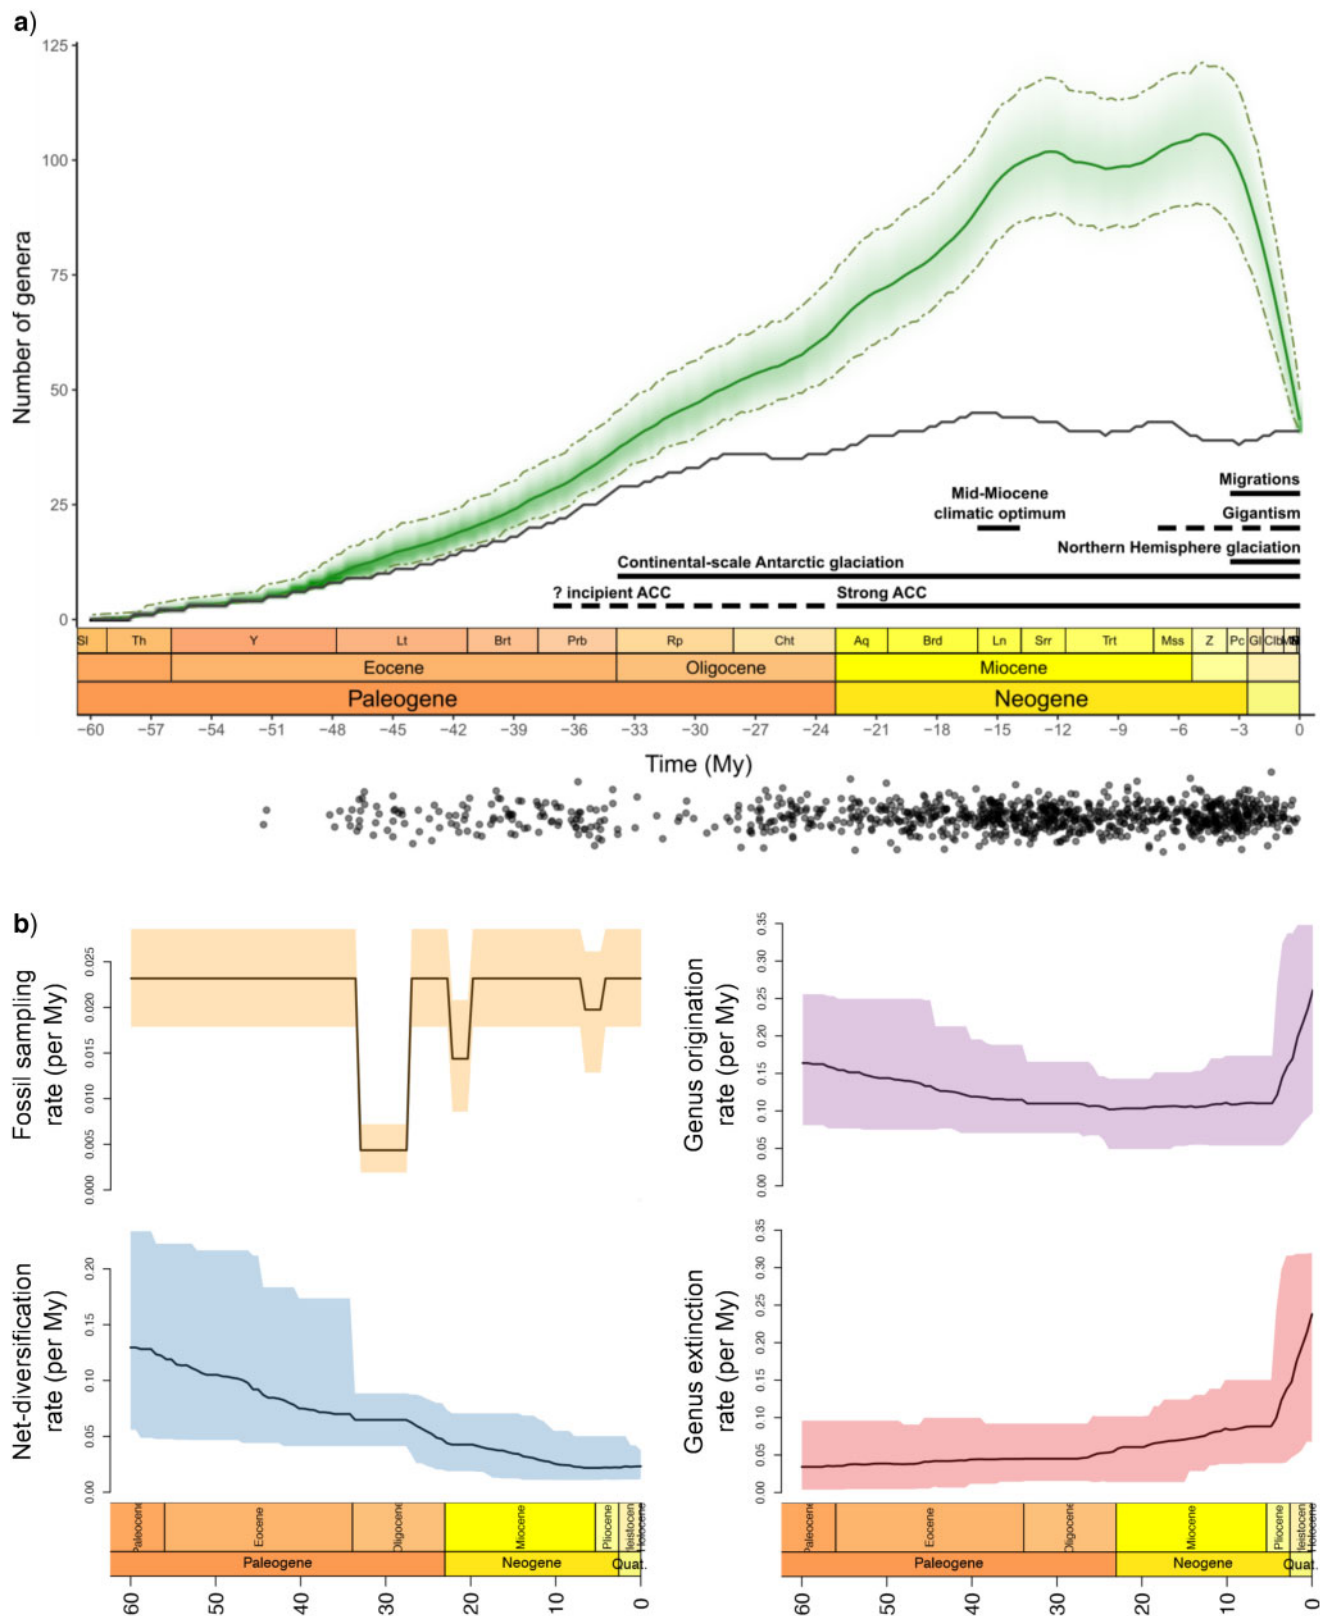 a)
125
100
75
50
25
0
Number of genera
Migrations
Mid-Miocene
climatic optimum
Gigantism
Northern Hemisphere glaciation
Continental-scale Antarctic glaciation
? incipient ACC
Strong ACC
Sl Th Y Lt Brt Prb Rp Cht Aq Brd Ln Srr Trt Mss Z Pc Gl Clb
Eocene Oligocene Miocene
Paleogene Neogene
−60 −57 −54 −51 −48 −45 −42 −39 −36 −33 −30 −27 −24 −21 −18 −15 −12 −9 −6 −3 0
Time (My)
b)
Fossil sampling
rate (per My)
0.000 0.005 0.010 0.015 0.020 0.025
Genus origination
rate (per My)
0.00 0.05 0.10 0.15 0.20 0.25 0.30 0.35
Net-diversification
rate (per My)
0.00 0.05 0.10 0.15 0.20
Genus extinction
rate (per My)
0.00 0.05 0.10 0.15 0.20 0.25 0.30 0.35
Paleocene Eocene Oligocene Miocene Pliocene Pleistocene Holocene
Paleogene Neogene Quat.
60 50 40 30 20 10 0
Paleocene Eocene Oligocene Miocene Pliocene Pleistocene Holocene
Paleogene Neogene Quat.
60 50 40 30 20 10 0